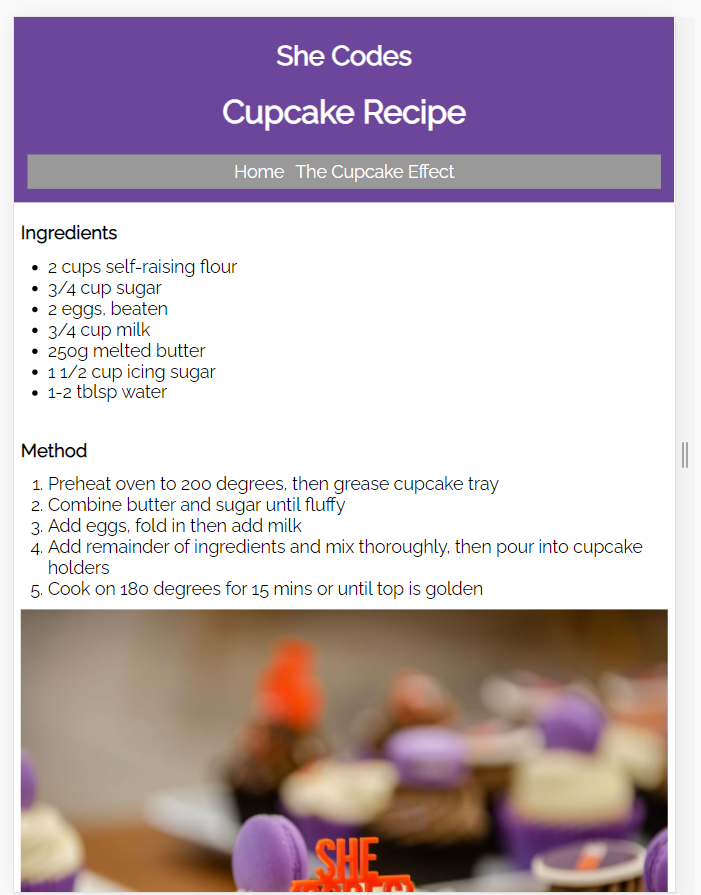 She Codes
Cupcake Recipe
Home The Cupcake Effect
Ingredients
• 2 cups self-raising flour
• 3/4 cup sugar
• 2 eggs, beaten
• 3/4 cup milk
• 250g melted butter
• 1 1/2 cup icing sugar
• 1-2 tblsp water
Method
1. Preheat oven to 200 degrees, then grease cupcake tray
2. Combine butter and sugar until fluffy
3. Add eggs, fold in then add milk
4. Add remainder of ingredients and mix thoroughly, then pour into cupcake
holders
5. Cook on 180 degrees for 15 mins or until top is golden
SHE